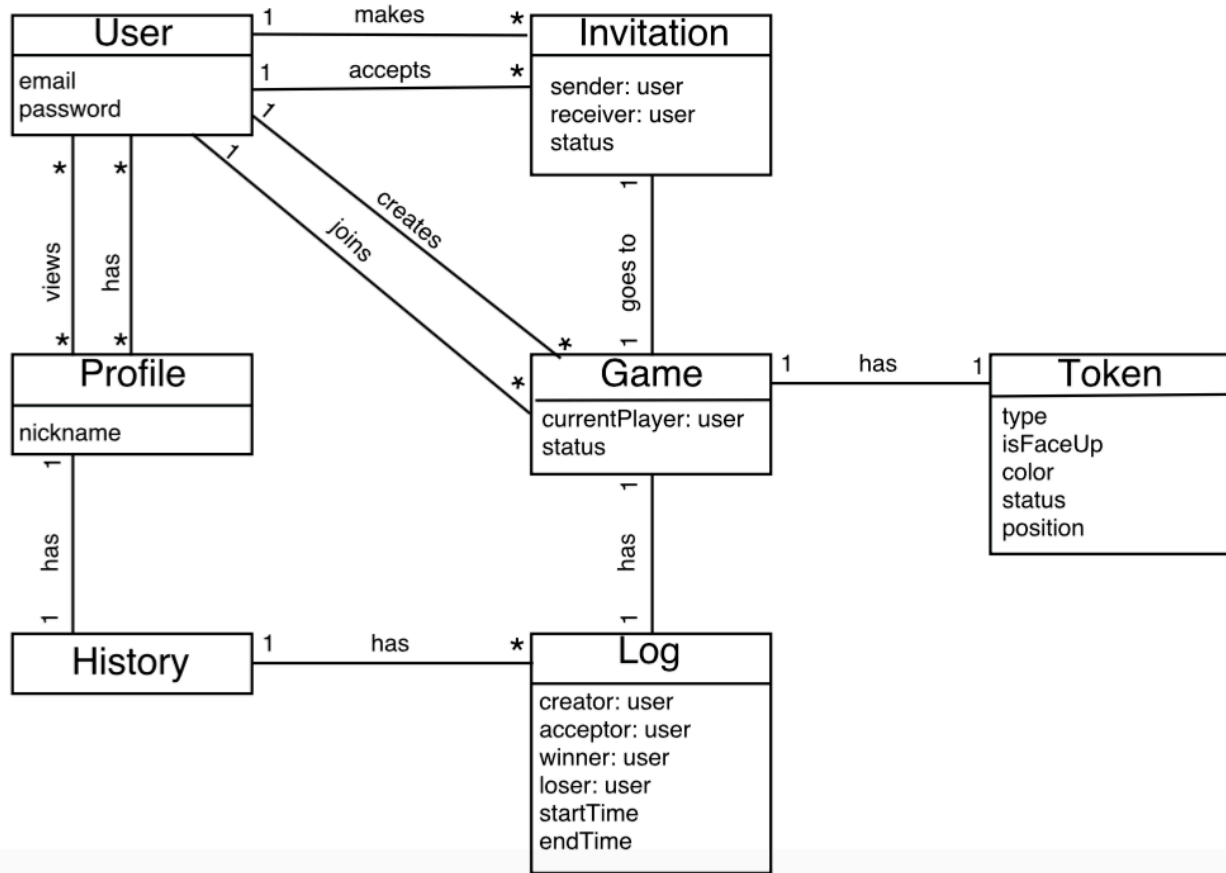 User
email
password
1 makes *
1 accepts *
Invitation
sender: user
receiver: user
status
1 creates *
1 joins *
* views *
* has *
1 goes to 1
Profile
nickname
Game
currentPlayer: user
status
1 has 1
Token
type
isFaceUp
color
status
position
1 has 1
1 has 1
History
1 has *
Log
creator: user
acceptor: user
winner: user
loser: user
startTime
endTime